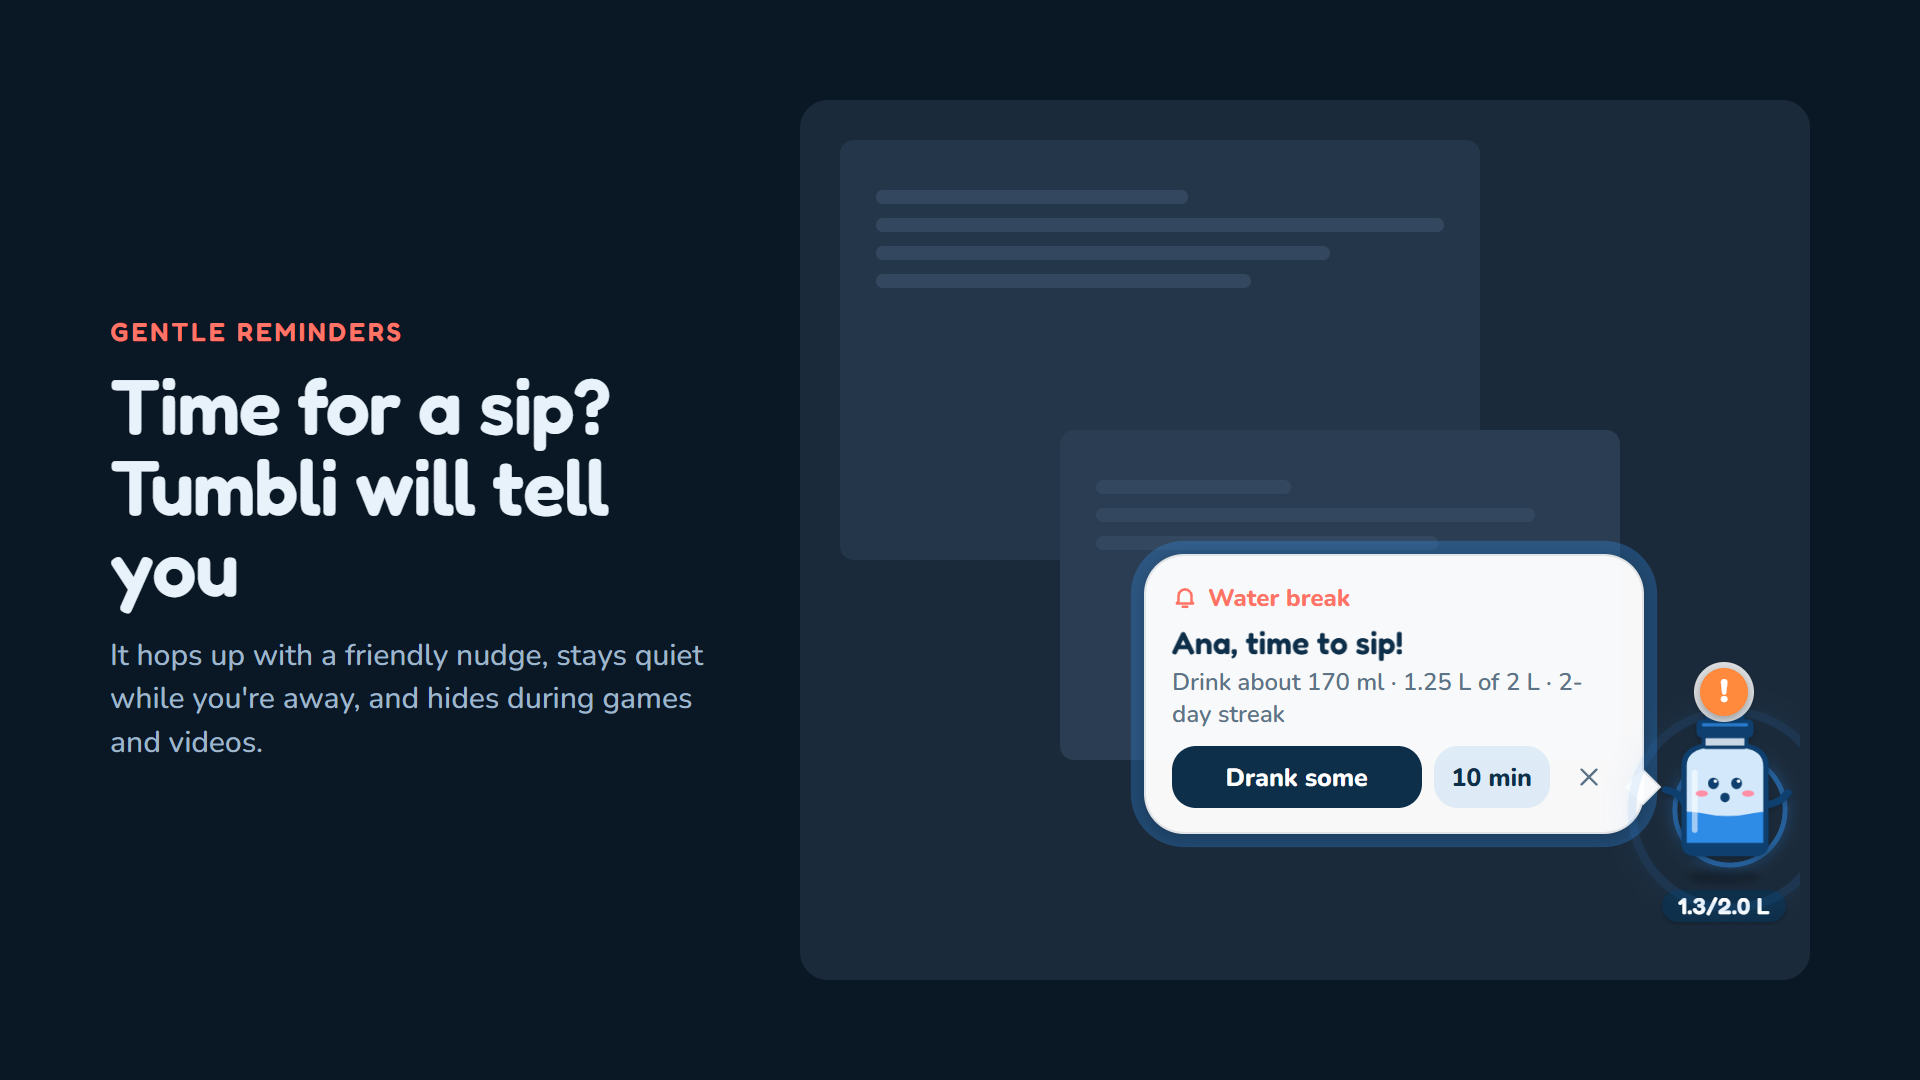 GENTLE REMINDERS
Time for a sip?
Tumbli will tell
you
It hops up with a friendly nudge, stays quiet
while you're away, and hides during games
and videos.
Water break
Ana, time to sip!
Drink about 170 ml · 1.25 L of 2 L · 2-
day streak
Drank some
10 min
!
1.3/2.0 L